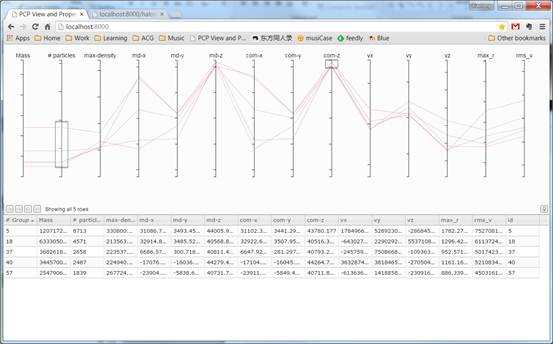 PCP View and Prope
localhost:8000/halo
localhost:8000
Apps Home Work Learning ACG Google PCP View and P... 东方同人录 musiCase feedly Blue Other bookmarks
Mass # particles max-density md-x md-y md-z com-x com-y com-z vx vy vz max_r rms_v
Showing all 5 rows
# Group Mass # particl... max-den... md-x md-y md-z com-x com-y com-z vx vy vz max_r rms_v id
5 1207172... 8713 330800.... 31086.7... 3493.45... 44005.9... 31102.3... 3441.29... 43780.177 1784966... 5289230... -286845... 1782.27... 7527081... 5
18 6333050... 4571 213563.... 32914.8... 3485.52... 40568.8... 32922.6... 3507.95... 40516.3... -643027... 2290292... 5537108... 1296.42... 6113724... 18
37 3682618... 2658 223537.... 6686.57... 300.718... 40811.4... 6647.92... 281.297... 40793.2... -245759... 7508668... -109363... 952.571... 5017423... 37
40 3445700... 2487 224940.... -17076.... -16036.... 44279.4... -17104.... -16045.... 44264.7... 3632874... 3818465... -270504... 1161.16... 5210834... 40
57 2547906... 1839 267724.... -23904.... -5838.6... 40731.7... -23911.... -5849.4... 40711.8... -613636... 1418858... -230916... 886.339... 4503161... 57